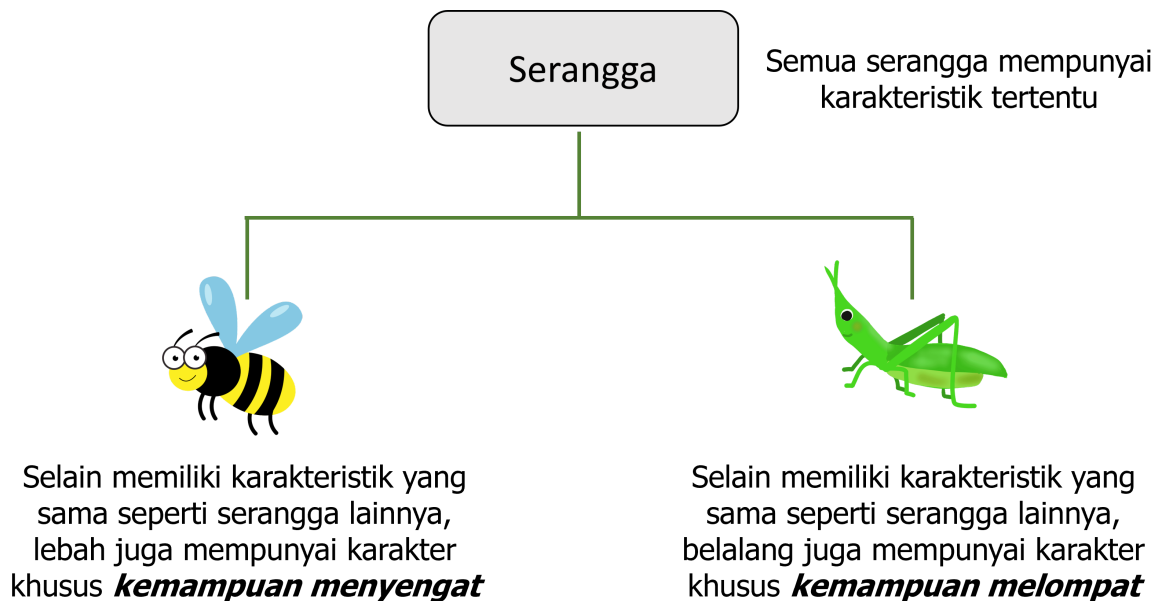 Serangga
Semua serangga mempunyai
karakteristik tertentu
Selain memiliki karakteristik yang
sama seperti serangga lainnya,
lebah juga mempunyai karakter
khusus kemampuan menyengat
Selain memiliki karakteristik yang
sama seperti serangga lainnya,
belalang juga mempunyai karakter
khusus kemampuan melompat